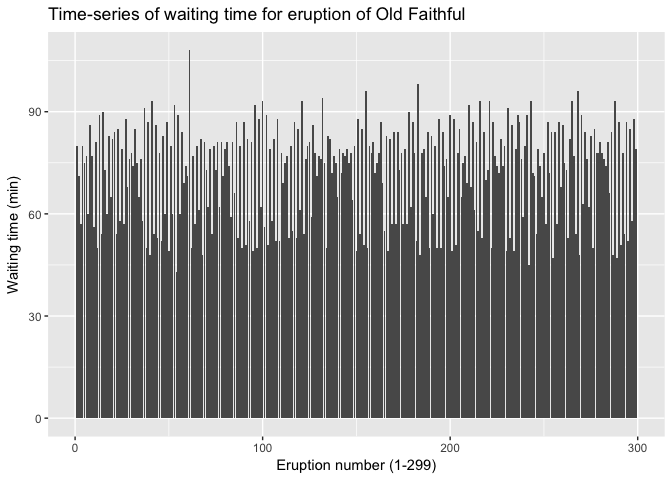 Time-series of waiting time for eruption of Old Faithful
90
60
30
0
Waiting time (min)
0 100 200 300
Eruption number (1-299)